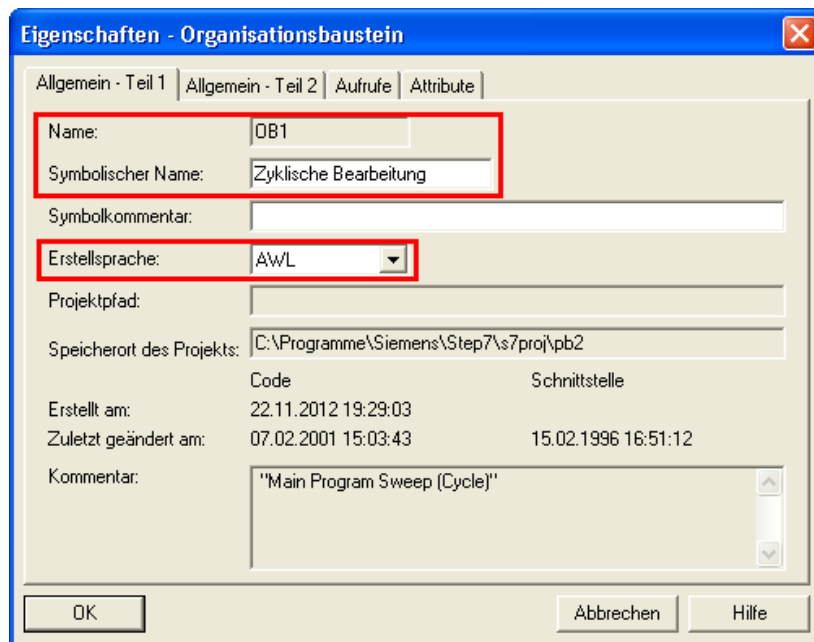 Eigenschaften - Organisationsbaustein
Allgemein - Teil 1 Allgemein - Teil 2 Aufrufe Attribute
Name: OB1
Symbolischer Name: Zyklische Bearbeitung
Symbolkommentar:
Erstellsprache: AWL
Projektpfad:
Speicherort des Projekts: C:\Programme\Siemens\Step7\s7proj\pb2
Code Schnittstelle
Erstellt am: 22.11.2012 19:29:03
Zuletzt geändert am: 07.02.2001 15:03:43 15.02.1996 16:51:12
Kommentar: "Main Program Sweep (Cycle)"
OK Abbrechen Hilfe